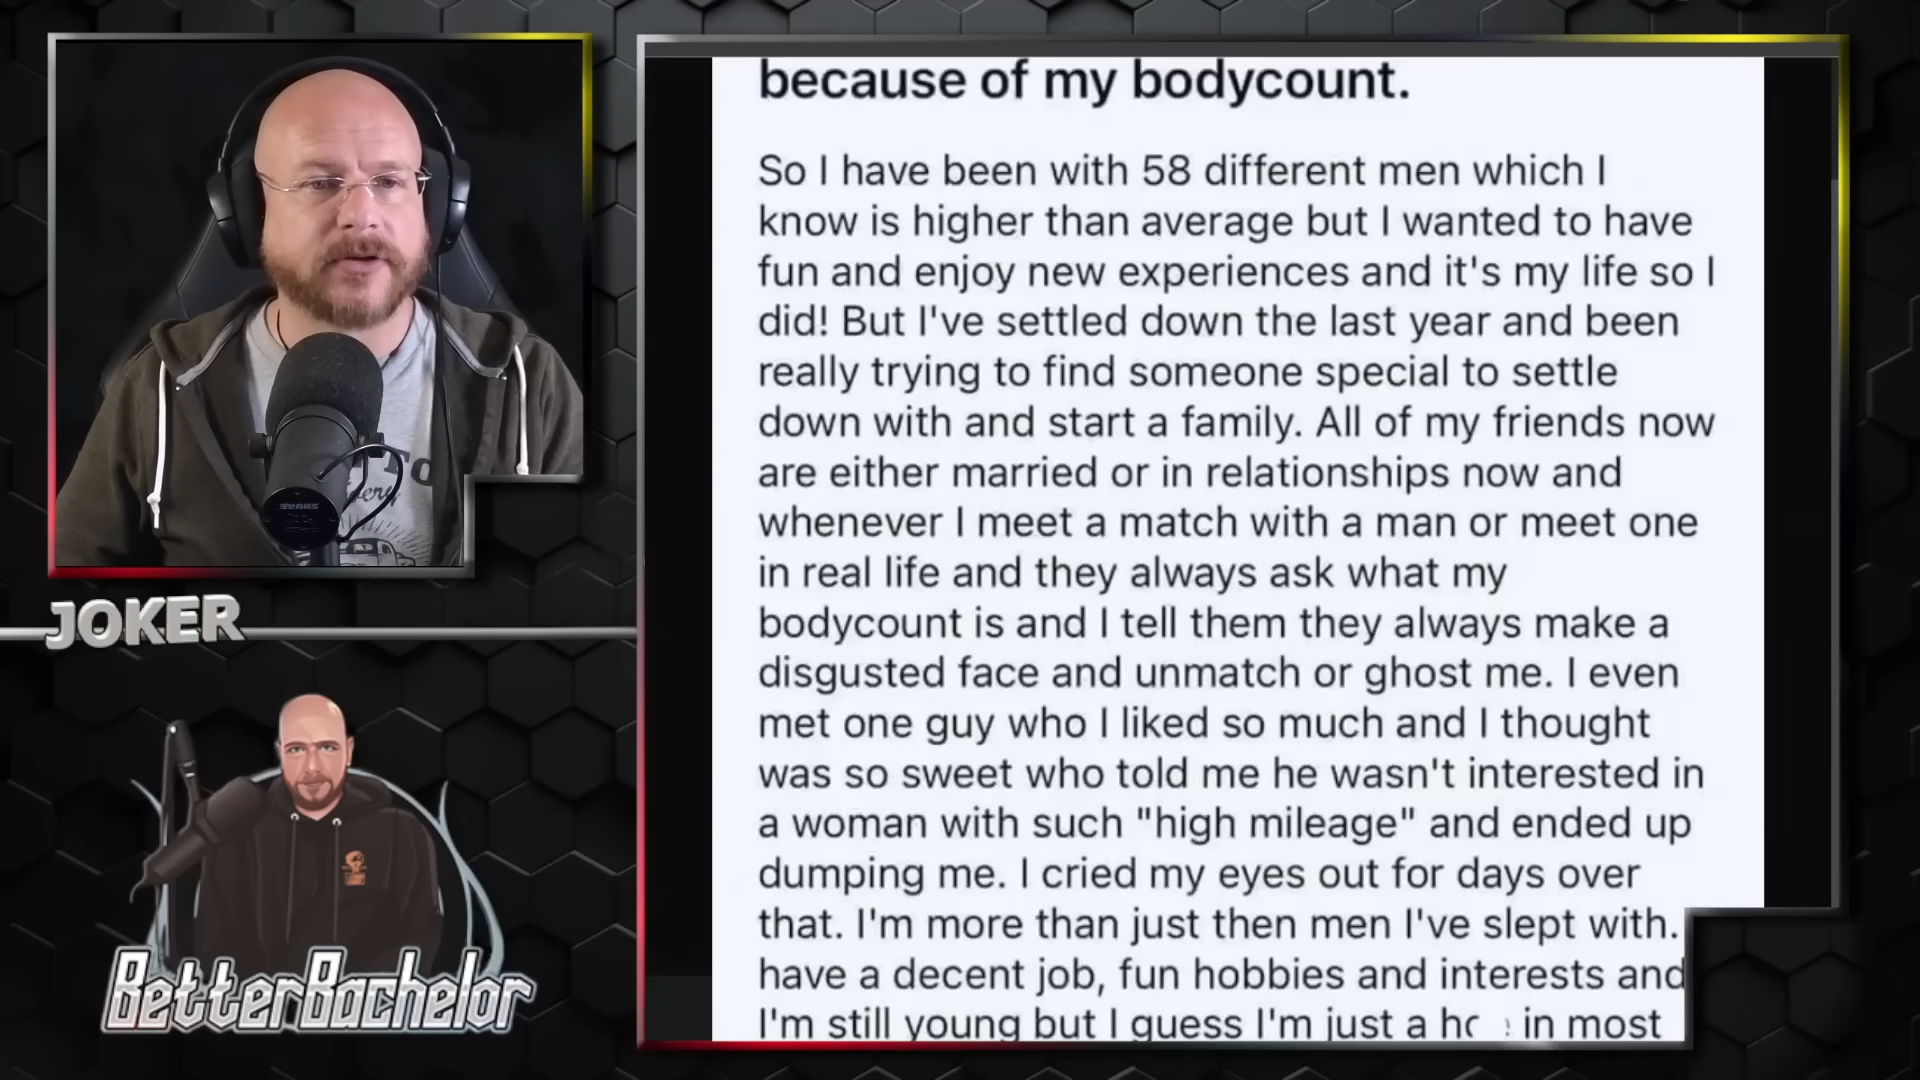 because of my bodycount.
So I have been with 58 different men which I
know is higher than average but I wanted to have
fun and enjoy new experiences and it's my life so I
did! But I've settled down the last year and been
really trying to find someone special to settle
down with and start a family. All of my friends now
are either married or in relationships now and
whenever I meet a match with a man or meet one
in real life and they always ask what my
bodycount is and I tell them they always make a
disgusted face and unmatch or ghost me. I even
met one guy who I liked so much and I thought
was so sweet who told me he wasn't interested in
a woman with such "high mileage" and ended up
dumping me. I cried my eyes out for days over
that. I'm more than just then men I've slept with.
have a decent job, fun hobbies and interests and
I'm still young but I guess I'm just a in most
SHURE
JOKER
BetterBachelor